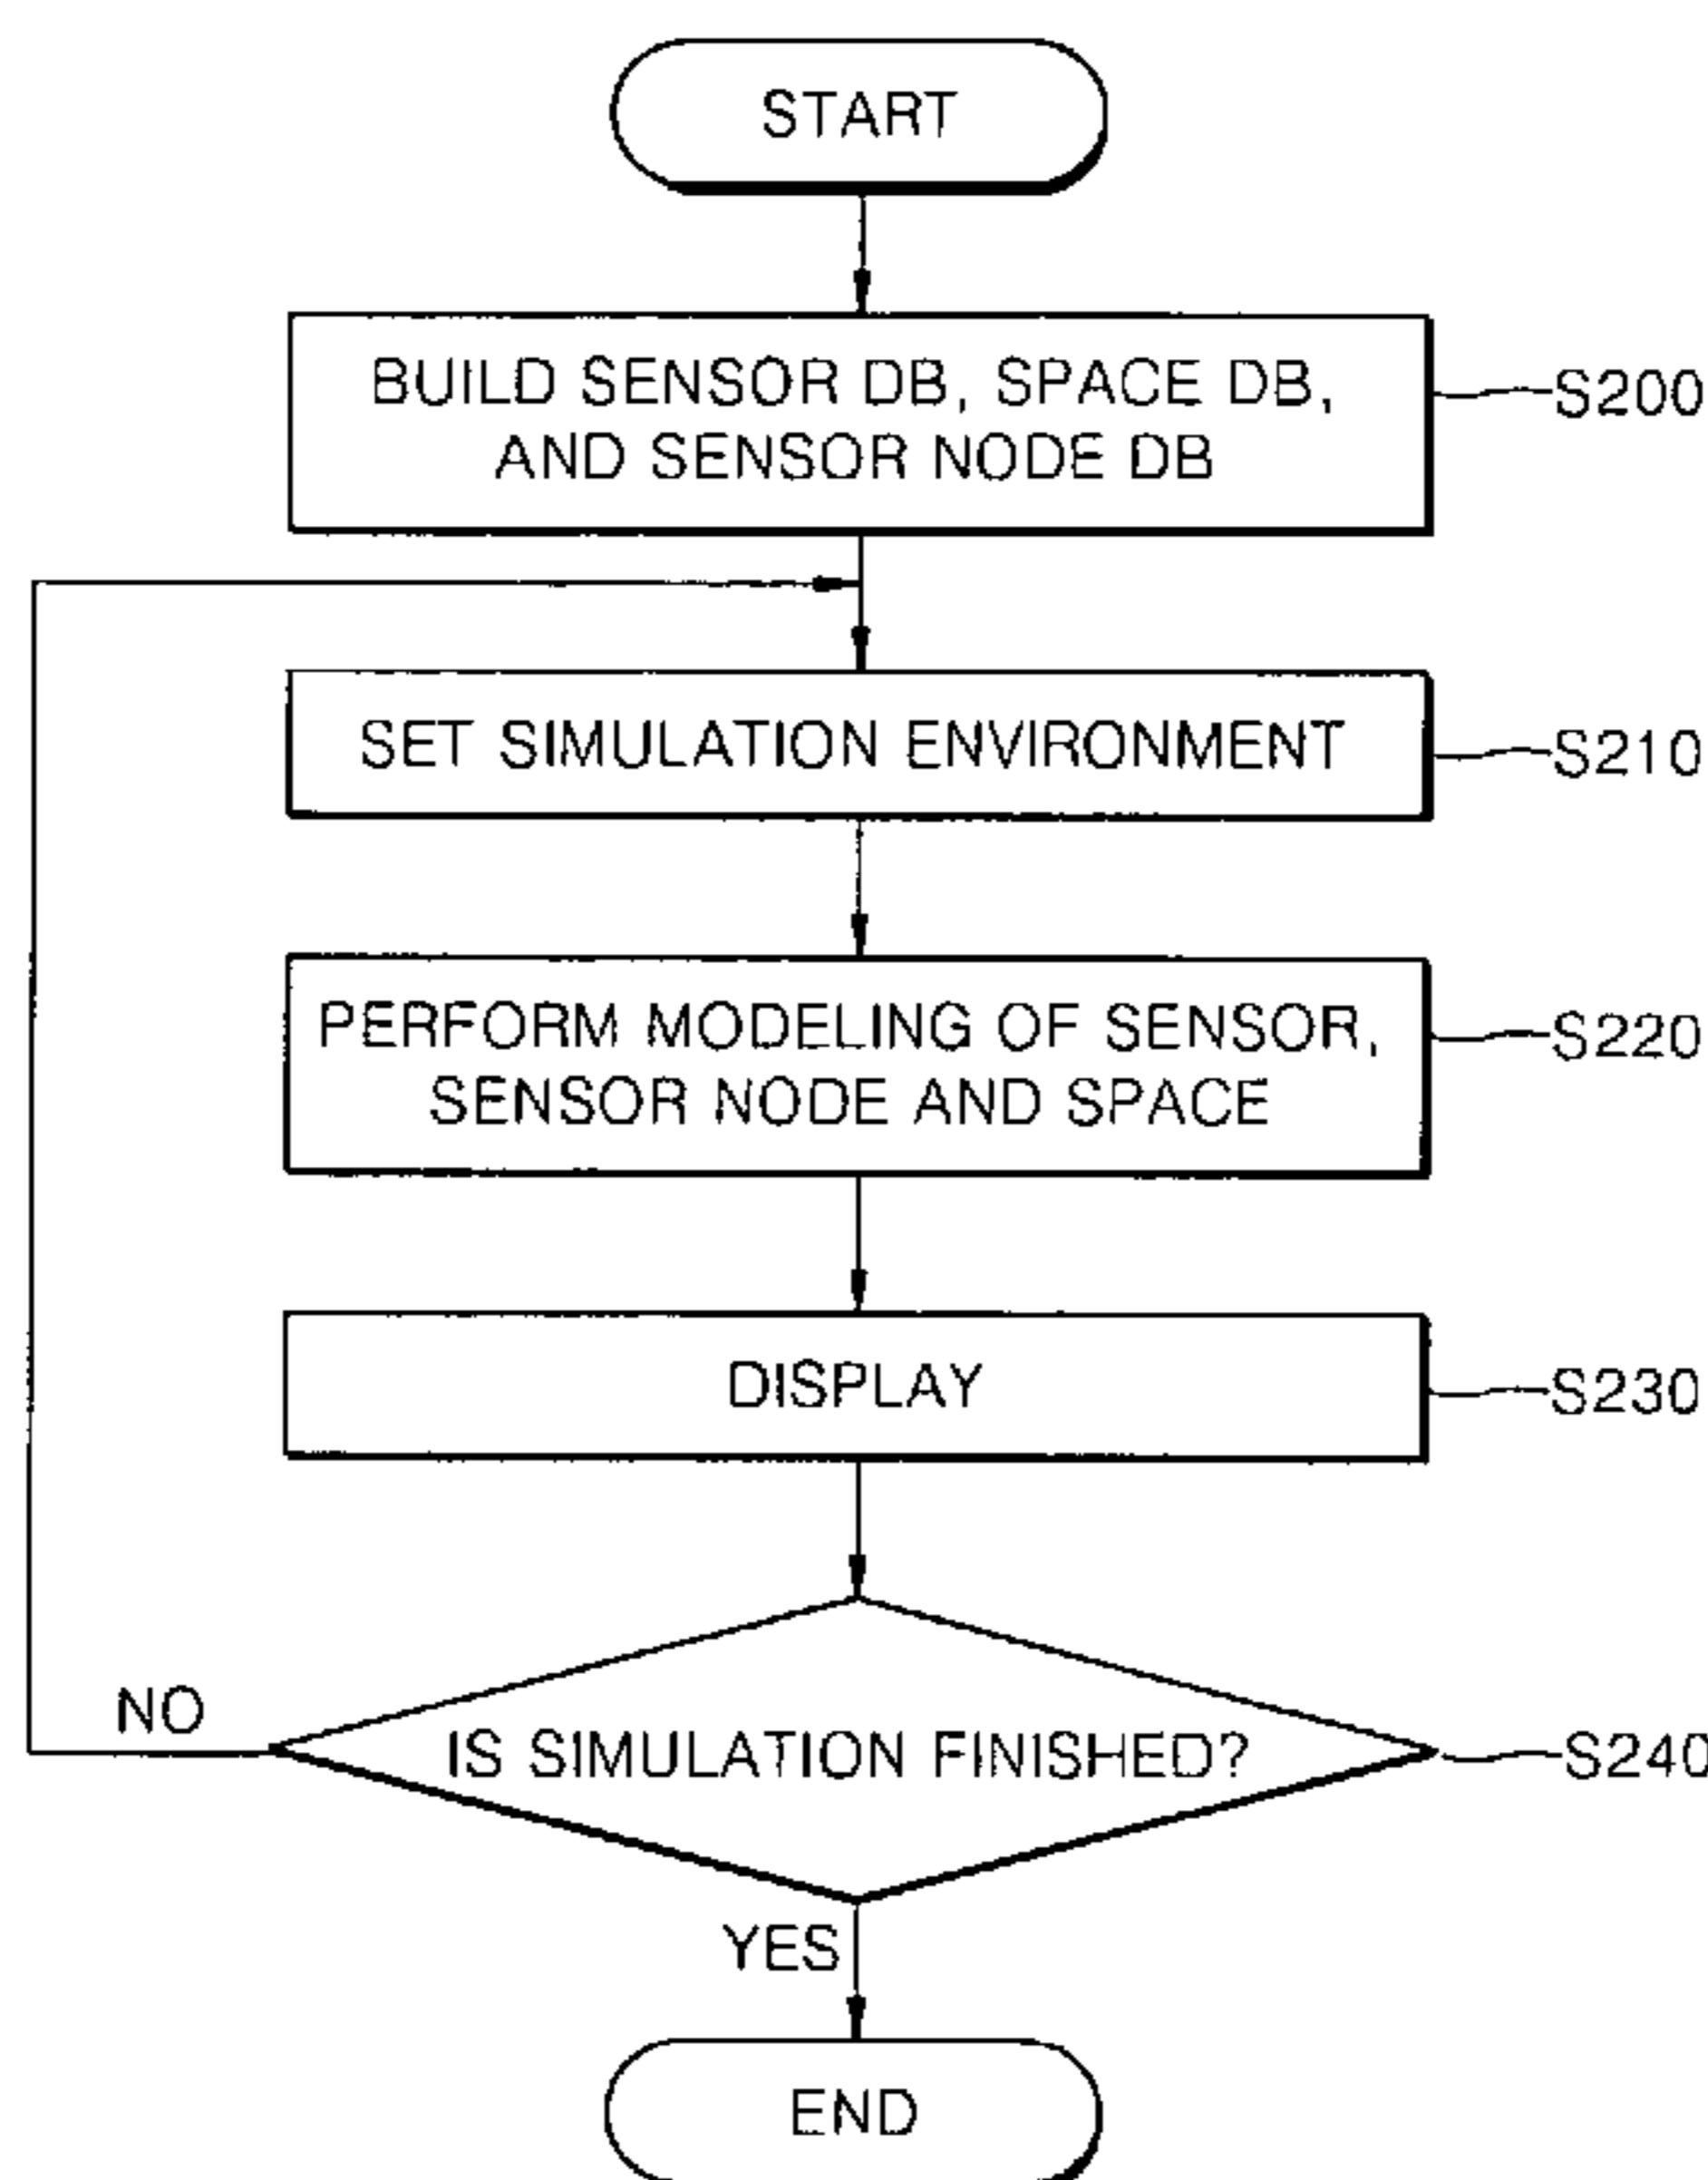 START
BUILD SENSOR DB, SPACE DB,
AND SENSOR NODE DB
S200
SET SIMULATION ENVIRONMENT
S210
PERFORM MODELING OF SENSOR,
SENSOR NODE AND SPACE
S220
DISPLAY
S230
NO
IS SIMULATION FINISHED?
S240
YES
END